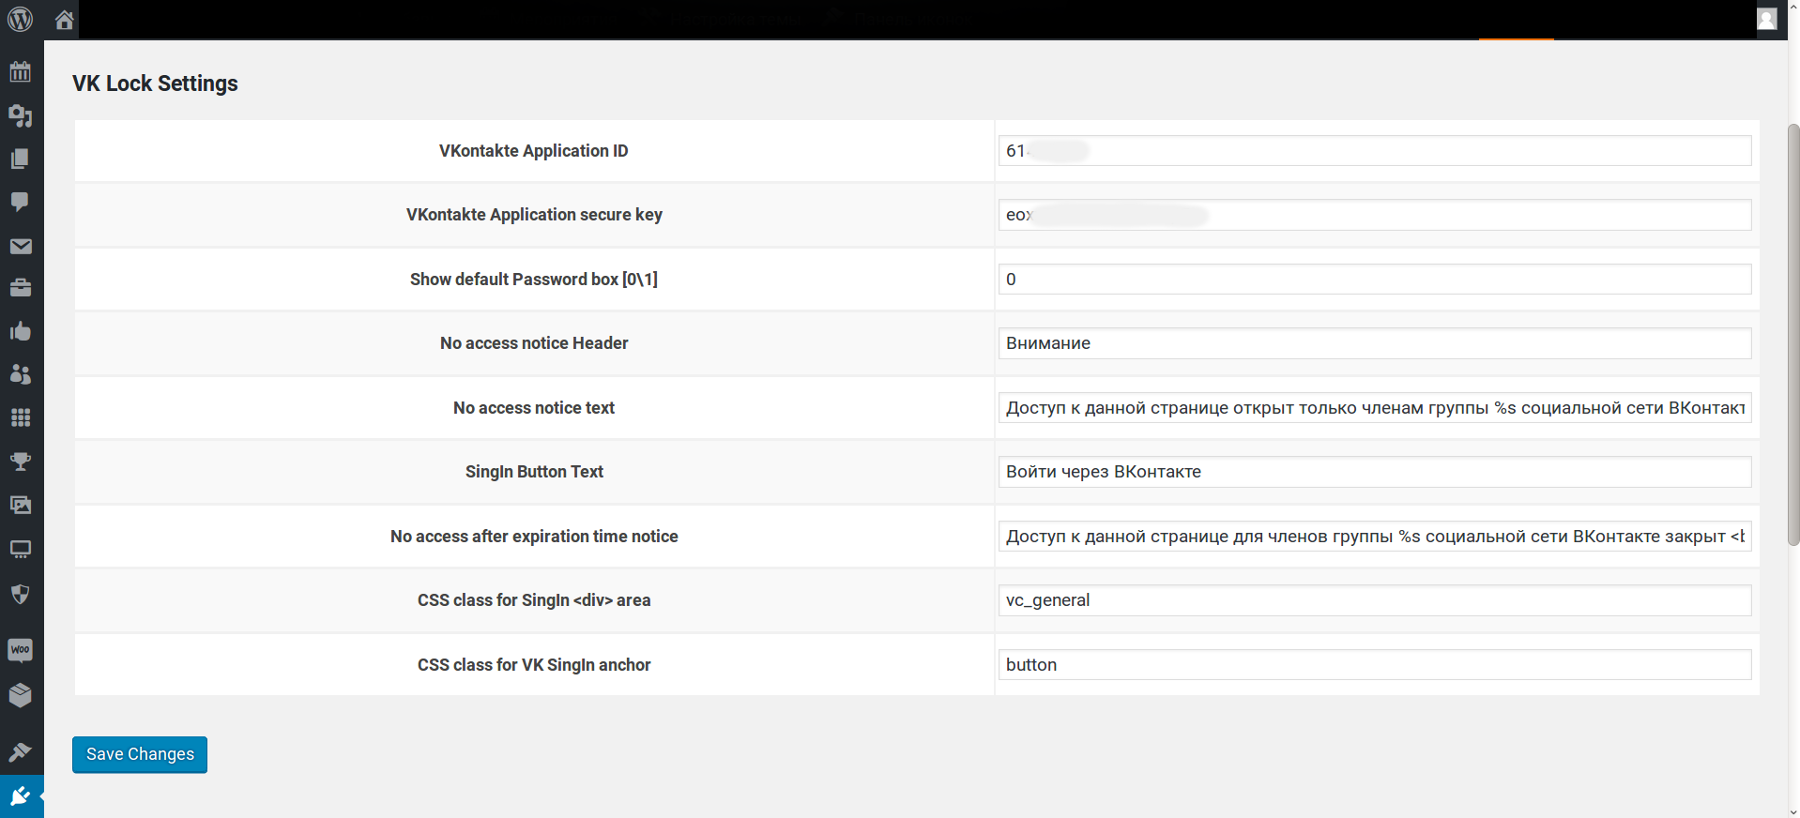 VK Lock Settings
VKontakte Application ID
61
VKontakte Application secure key
eox
Show default Password box [0\1]
0
No access notice Header
Внимание
No access notice text
Доступ к данной странице открыт только членам группы %s социальной сети ВКонтакт
SingIn Button Text
Войти через ВКонтакте
No access after expiration time notice
Доступ к данной странице для членов группы %s социальной сети ВКонтакте закрыт <b
CSS class for SingIn <div> area
vc_general
CSS class for VK SingIn anchor
button
Woo
Save Changes